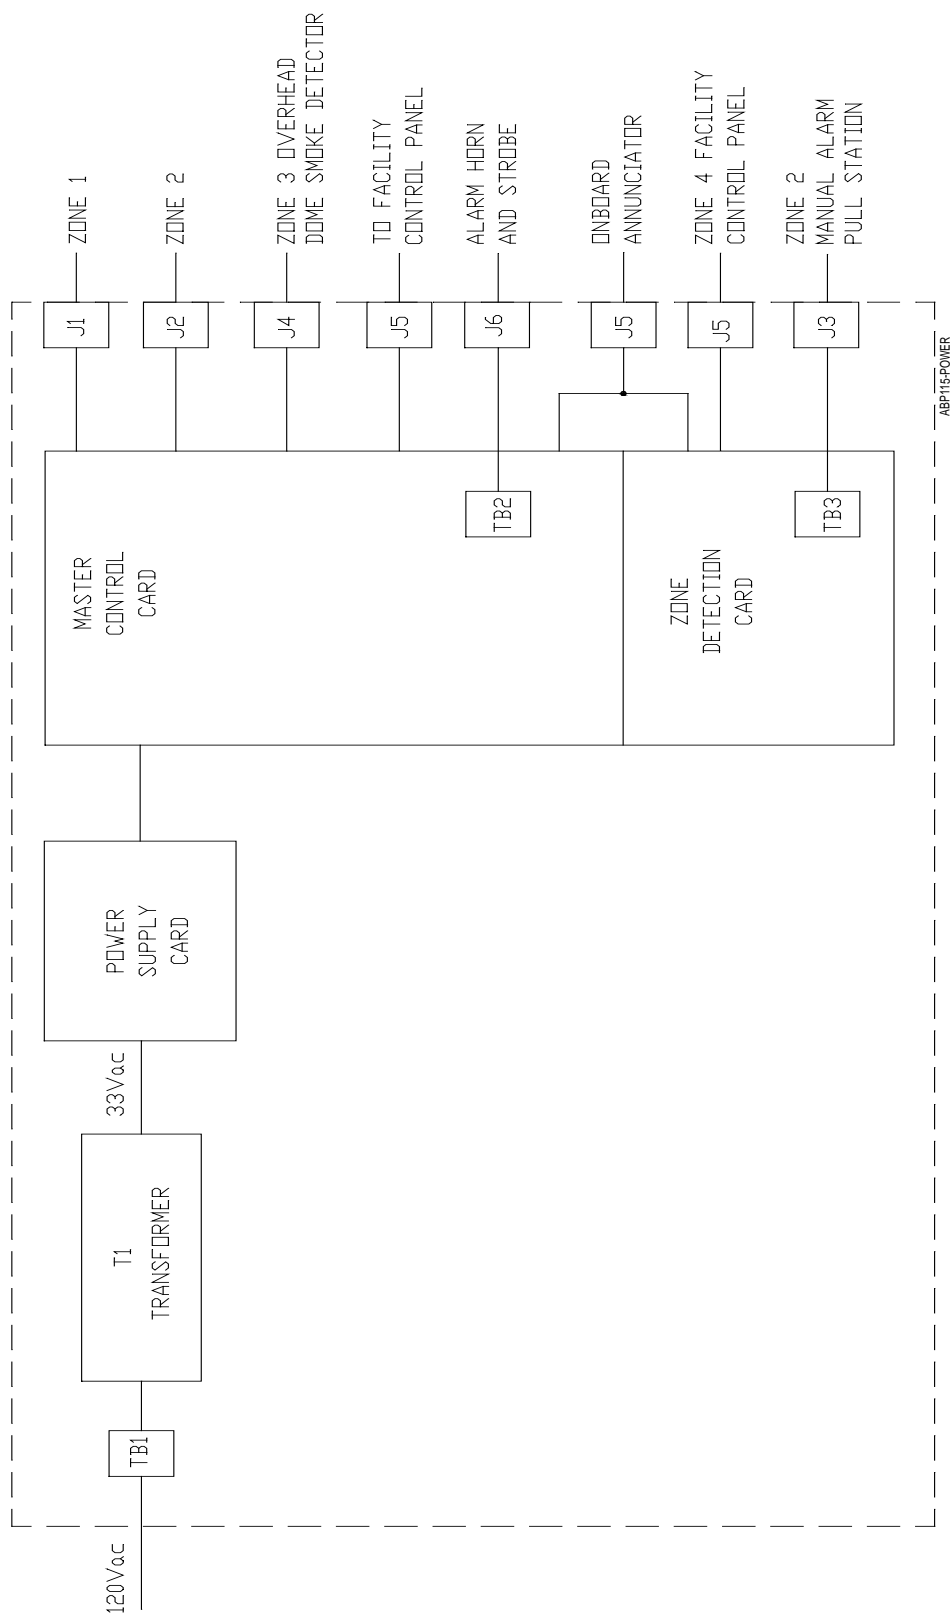 ZONE 1
ZONE 2
ZONE 3 OVERHEAD
DOME SMOKE DETECTOR
TO FACILITY
CONTROL PANEL
ALARM HORN
AND STROBE
ONBOARD
ANNUNCIATOR
ZONE 4 FACILITY
CONTROL PANEL
ZONE 2
MANUAL ALARM
PULL STATION
J1
J2
J4
J5
J6
J5
J5
J3
MASTER
CONTROL
CARD
TB2
ZONE
DETECTION
CARD
TB3
POWER
SUPPLY
CARD
33Vac
T1
TRANSFORMER
TB1
120Vac
ABP115-POWER